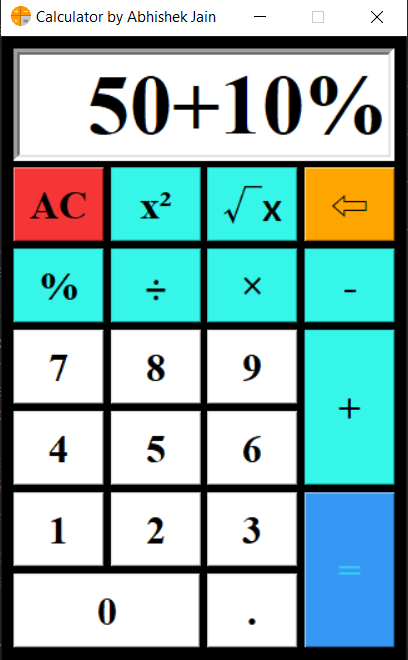 Calculator by Abhishek Jain
50+10%
AC x² √x ⇦
% ÷ × -
7 8 9 +
4 5 6
1 2 3 =
0 .